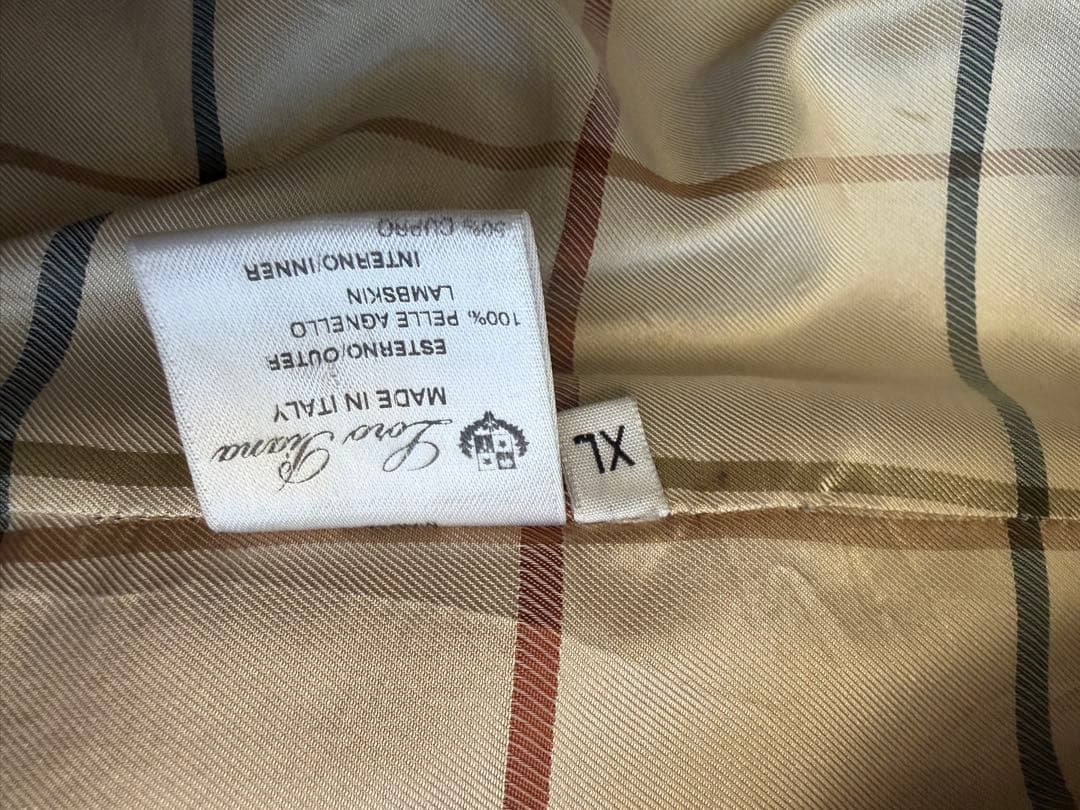 Loro Piana
MADE IN ITALY
ESTERNO/OUTER
100% PELLE AGNELLO
LAMBSKIN
INTERNO/INNER
50% CUPRO
XL